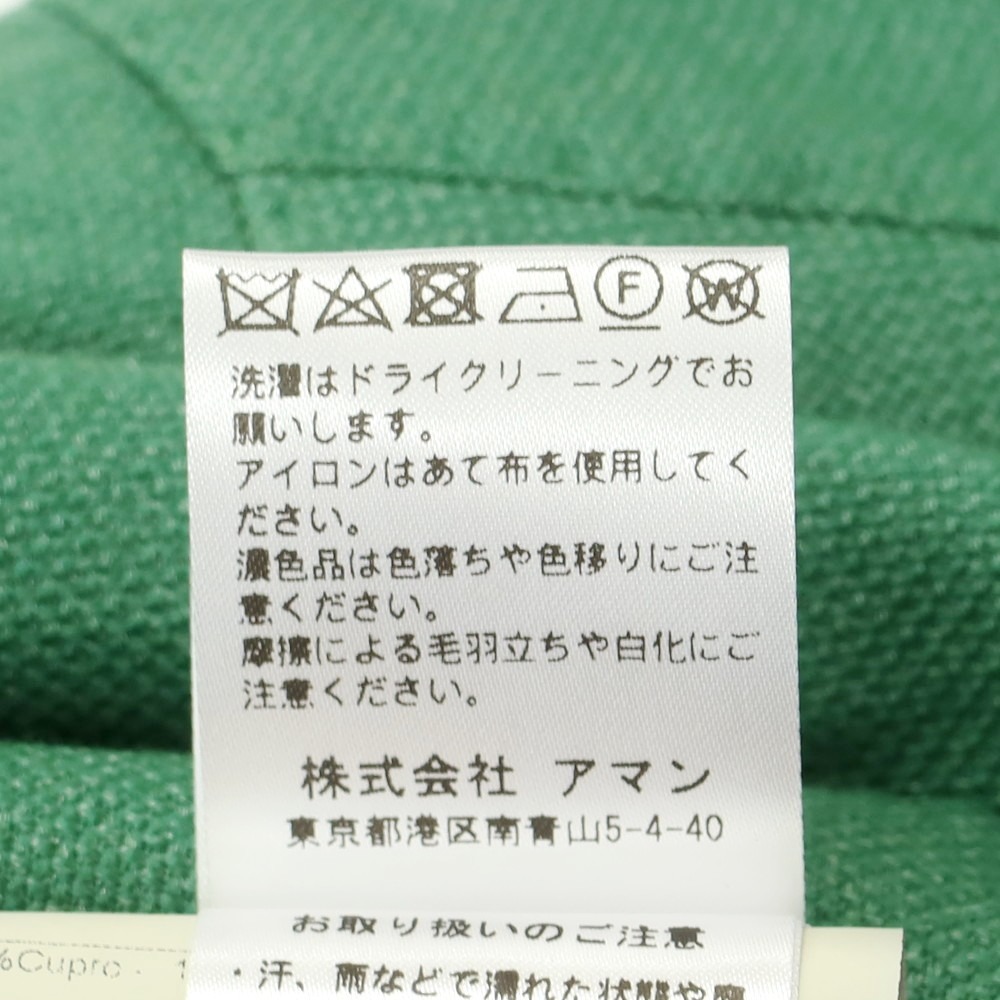 F W
洗濯はドライクリーニングでお
願いします。
アイロンはあて布を使用してく
ださい。
濃色品は色落ちや色移りにご注
意ください。
摩擦による毛羽立ちや白化にご
注意ください。
株式会社 アマン
東京都港区南青山5-4-40
お取り扱いのご注意
%Cupro
・汗、雨などで濡れた状態や摩